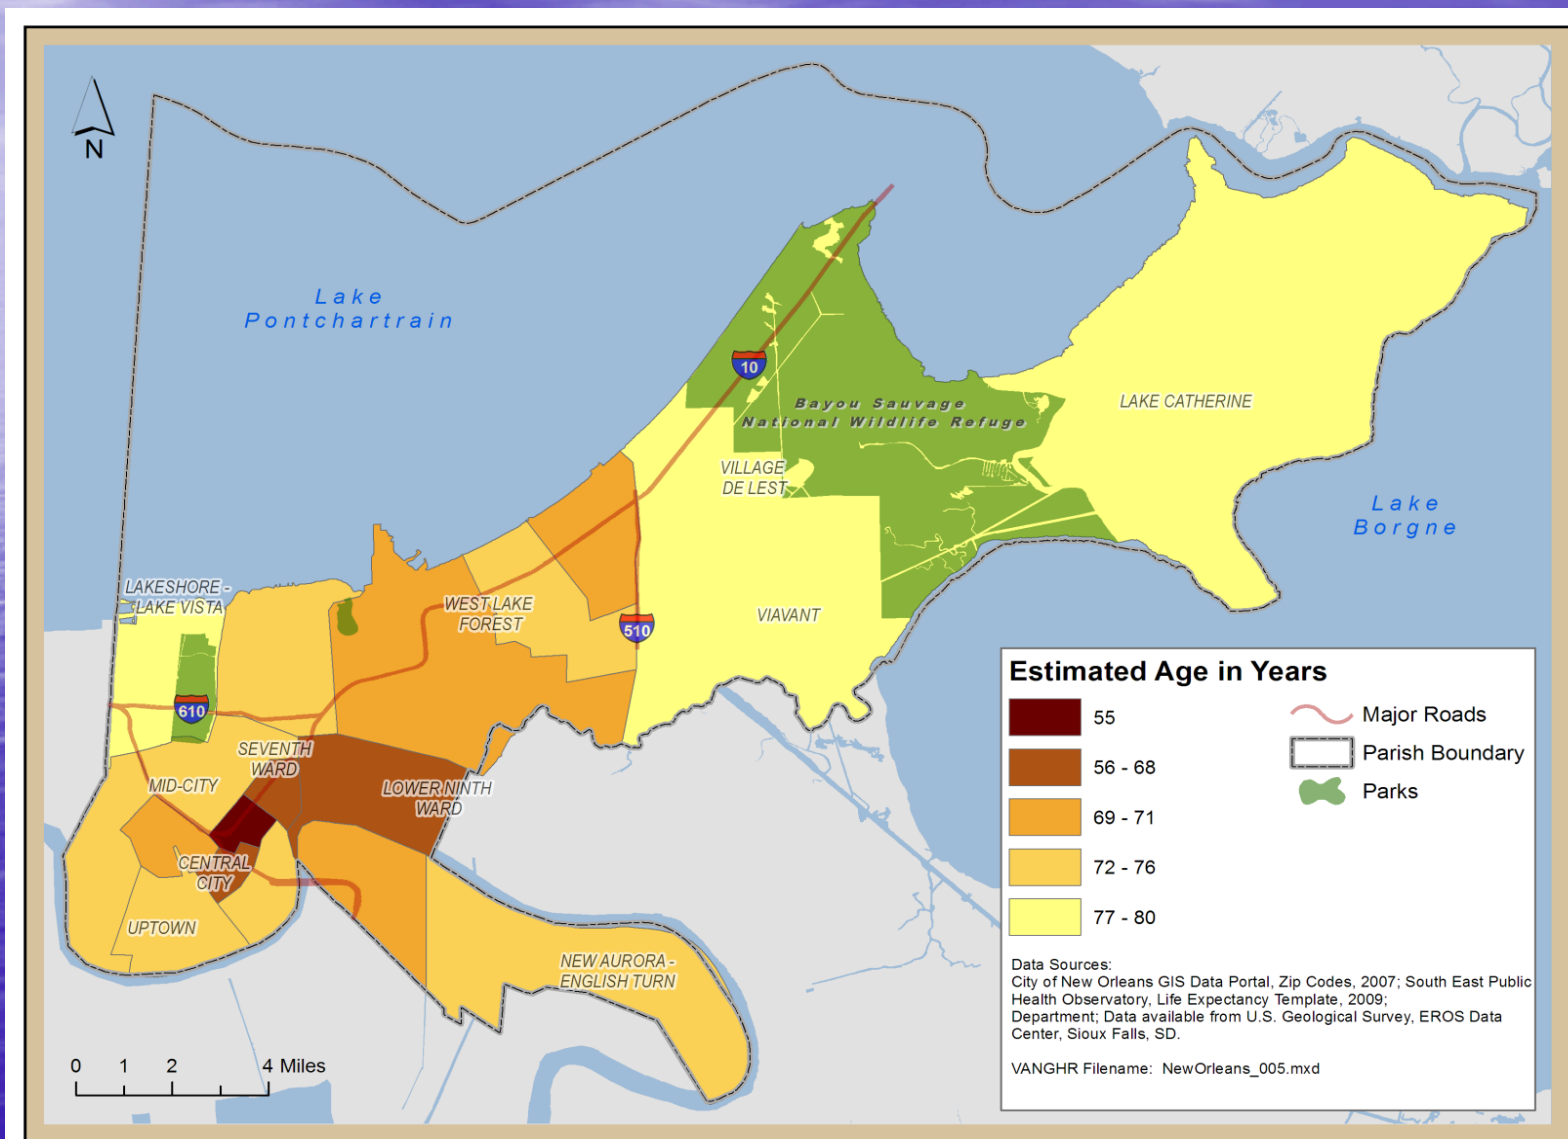 N
Lake
Pontchartrain
10
Bayou Sauvage
National Wildlife Refuge
LAKE CATHERINE
VILLAGE
DE LEST
Lake
Borgne
LAKESHORE -
LAKE VISTA
WEST LAKE
FOREST
510
VIAVANT
610
SEVENTH
WARD
MID-CITY
LOWER NINTH
WARD
CENTRAL
CITY
UPTOWN
NEW AURORA -
ENGLISH TURN
0 1 2 4 Miles
Estimated Age in Years
55
56 - 68
69 - 71
72 - 76
77 - 80
Major Roads
Parish Boundary
Parks
Data Sources:
City of New Orleans GIS Data Portal, Zip Codes, 2007; South East Public
Health Observatory, Life Expectancy Template, 2009;
Department; Data available from U.S. Geological Survey, EROS Data
Center, Sioux Falls, SD.
VANGHR Filename: NewOrleans_005.mxd